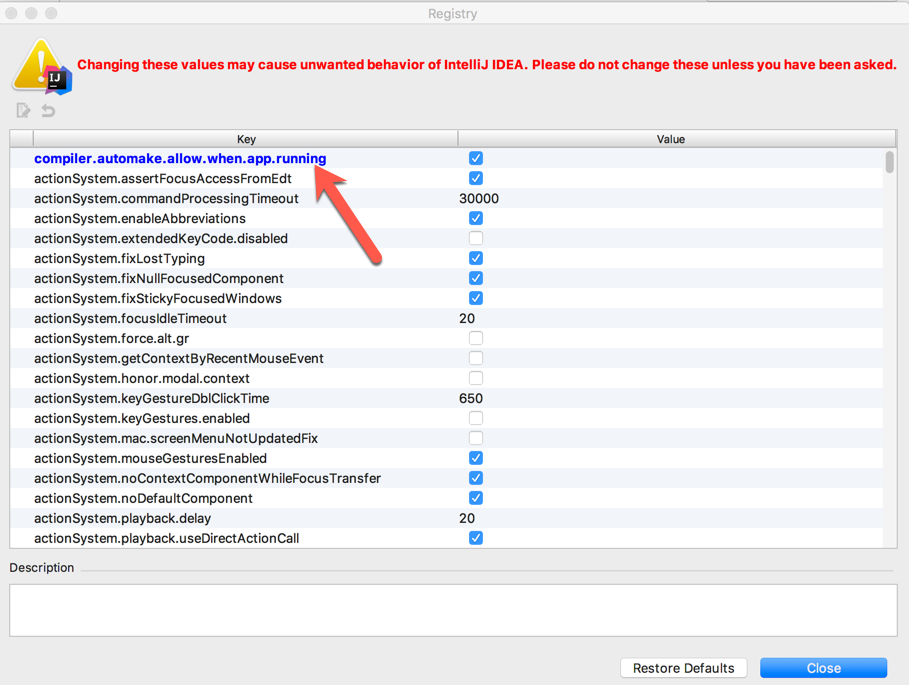 Registry
IJ
Changing these values may cause unwanted behavior of IntelliJ IDEA. Please do not change these unless you have been asked.
Key Value
compiler.automake.allow.when.app.running
actionSystem.assertFocusAccessFromEdt
actionSystem.commandProcessingTimeout 30000
actionSystem.enableAbbreviations
actionSystem.extendedKeyCode.disabled
actionSystem.fixLostTyping
actionSystem.fixNullFocusedComponent
actionSystem.fixStickyFocusedWindows
actionSystem.focusIdleTimeout 20
actionSystem.force.alt.gr
actionSystem.getContextByRecentMouseEvent
actionSystem.honor.modal.context
actionSystem.keyGestureDblClickTime 650
actionSystem.keyGestures.enabled
actionSystem.mac.screenMenuNotUpdatedFix
actionSystem.mouseGesturesEnabled
actionSystem.noContextComponentWhileFocusTransfer
actionSystem.noDefaultComponent
actionSystem.playback.delay 20
actionSystem.playback.useDirectActionCall
Description
Restore Defaults Close